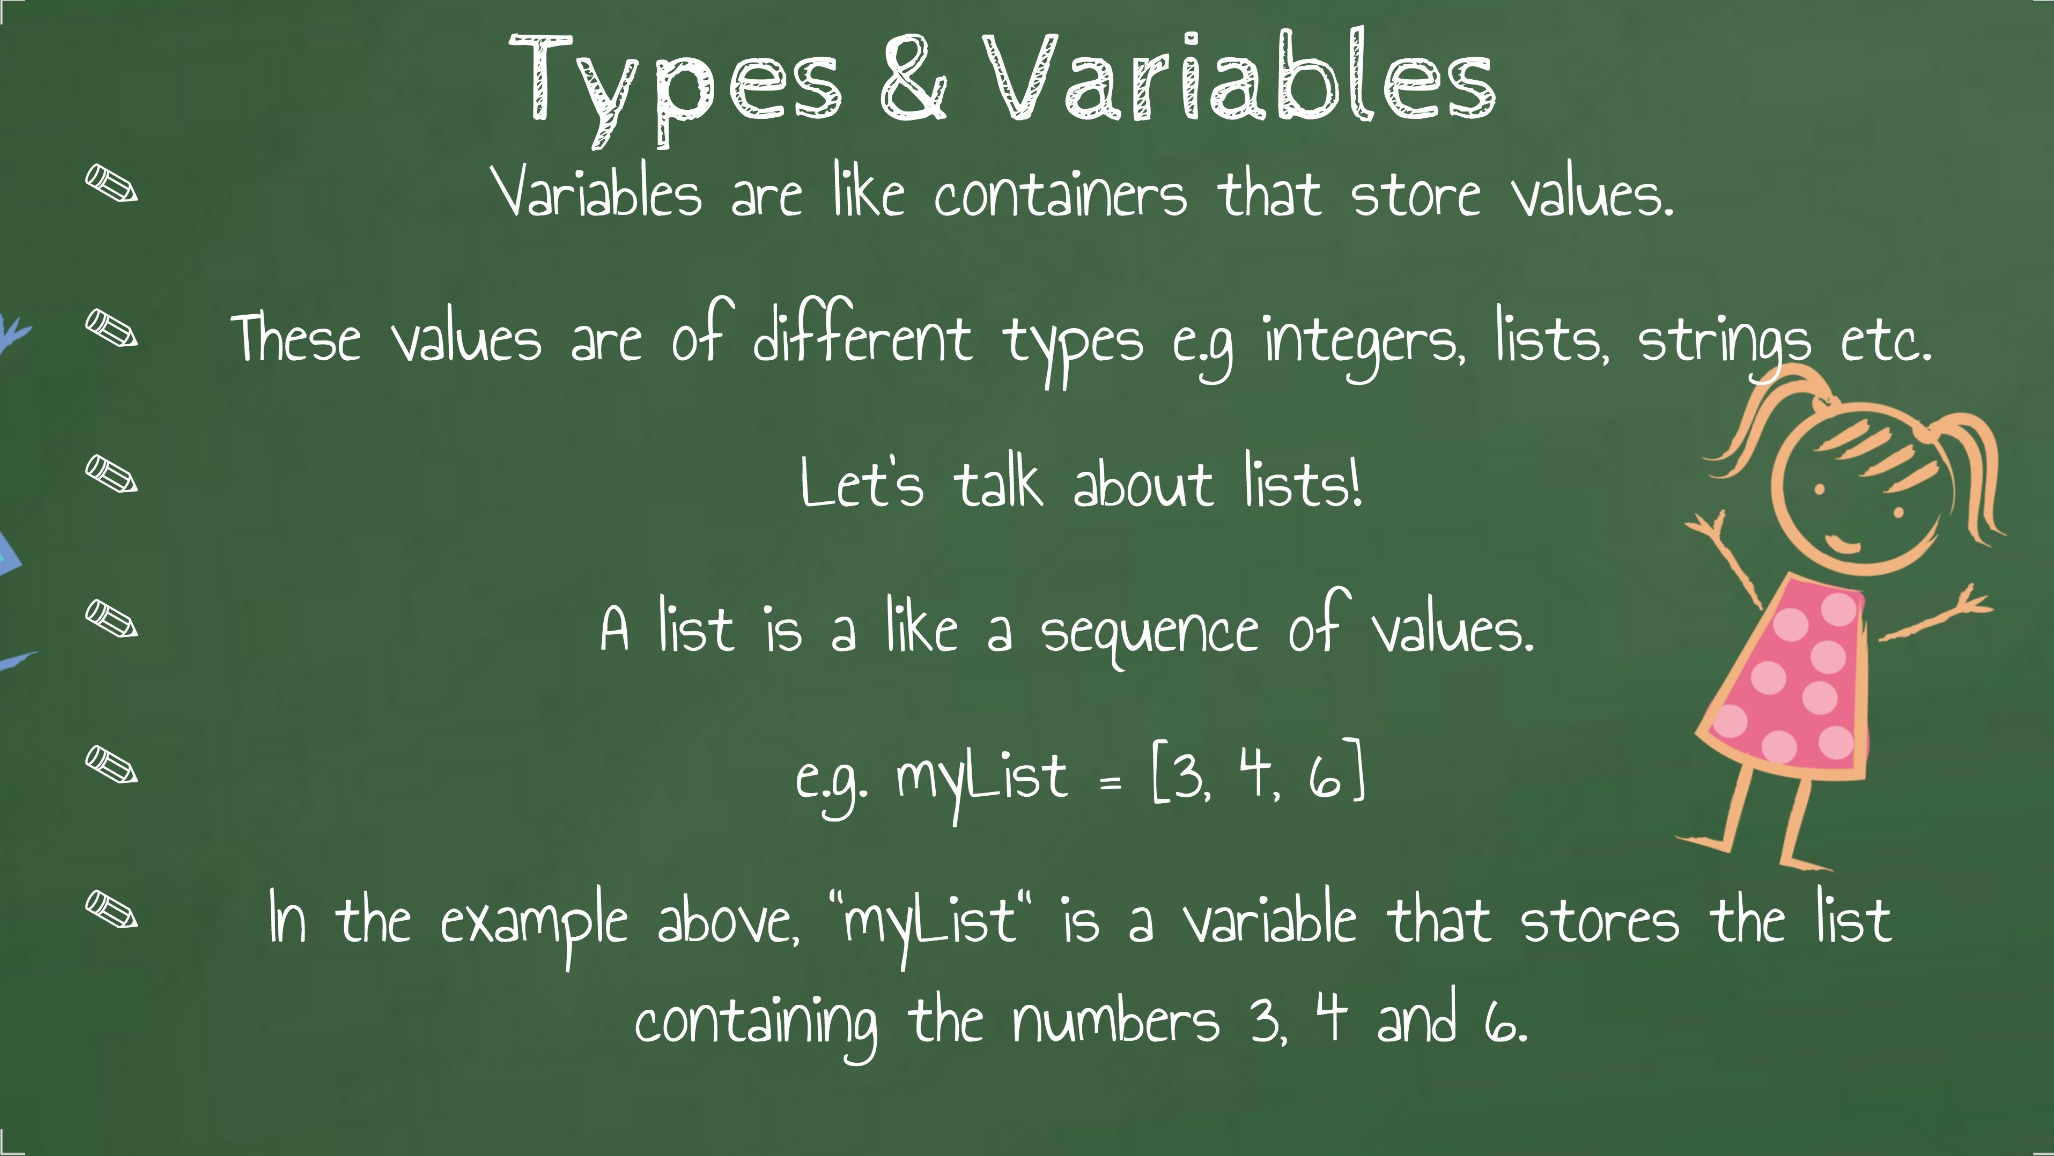 Types & Variables
Variables are like containers that store values.
These values are of different types e.g integers, lists, strings etc.
Let's talk about lists!
A list is a like a sequence of values.
e.g. myList = [3, 4, 6]
In the example above, “myList“ is a variable that stores the list
containing the numbers 3, 4 and 6.